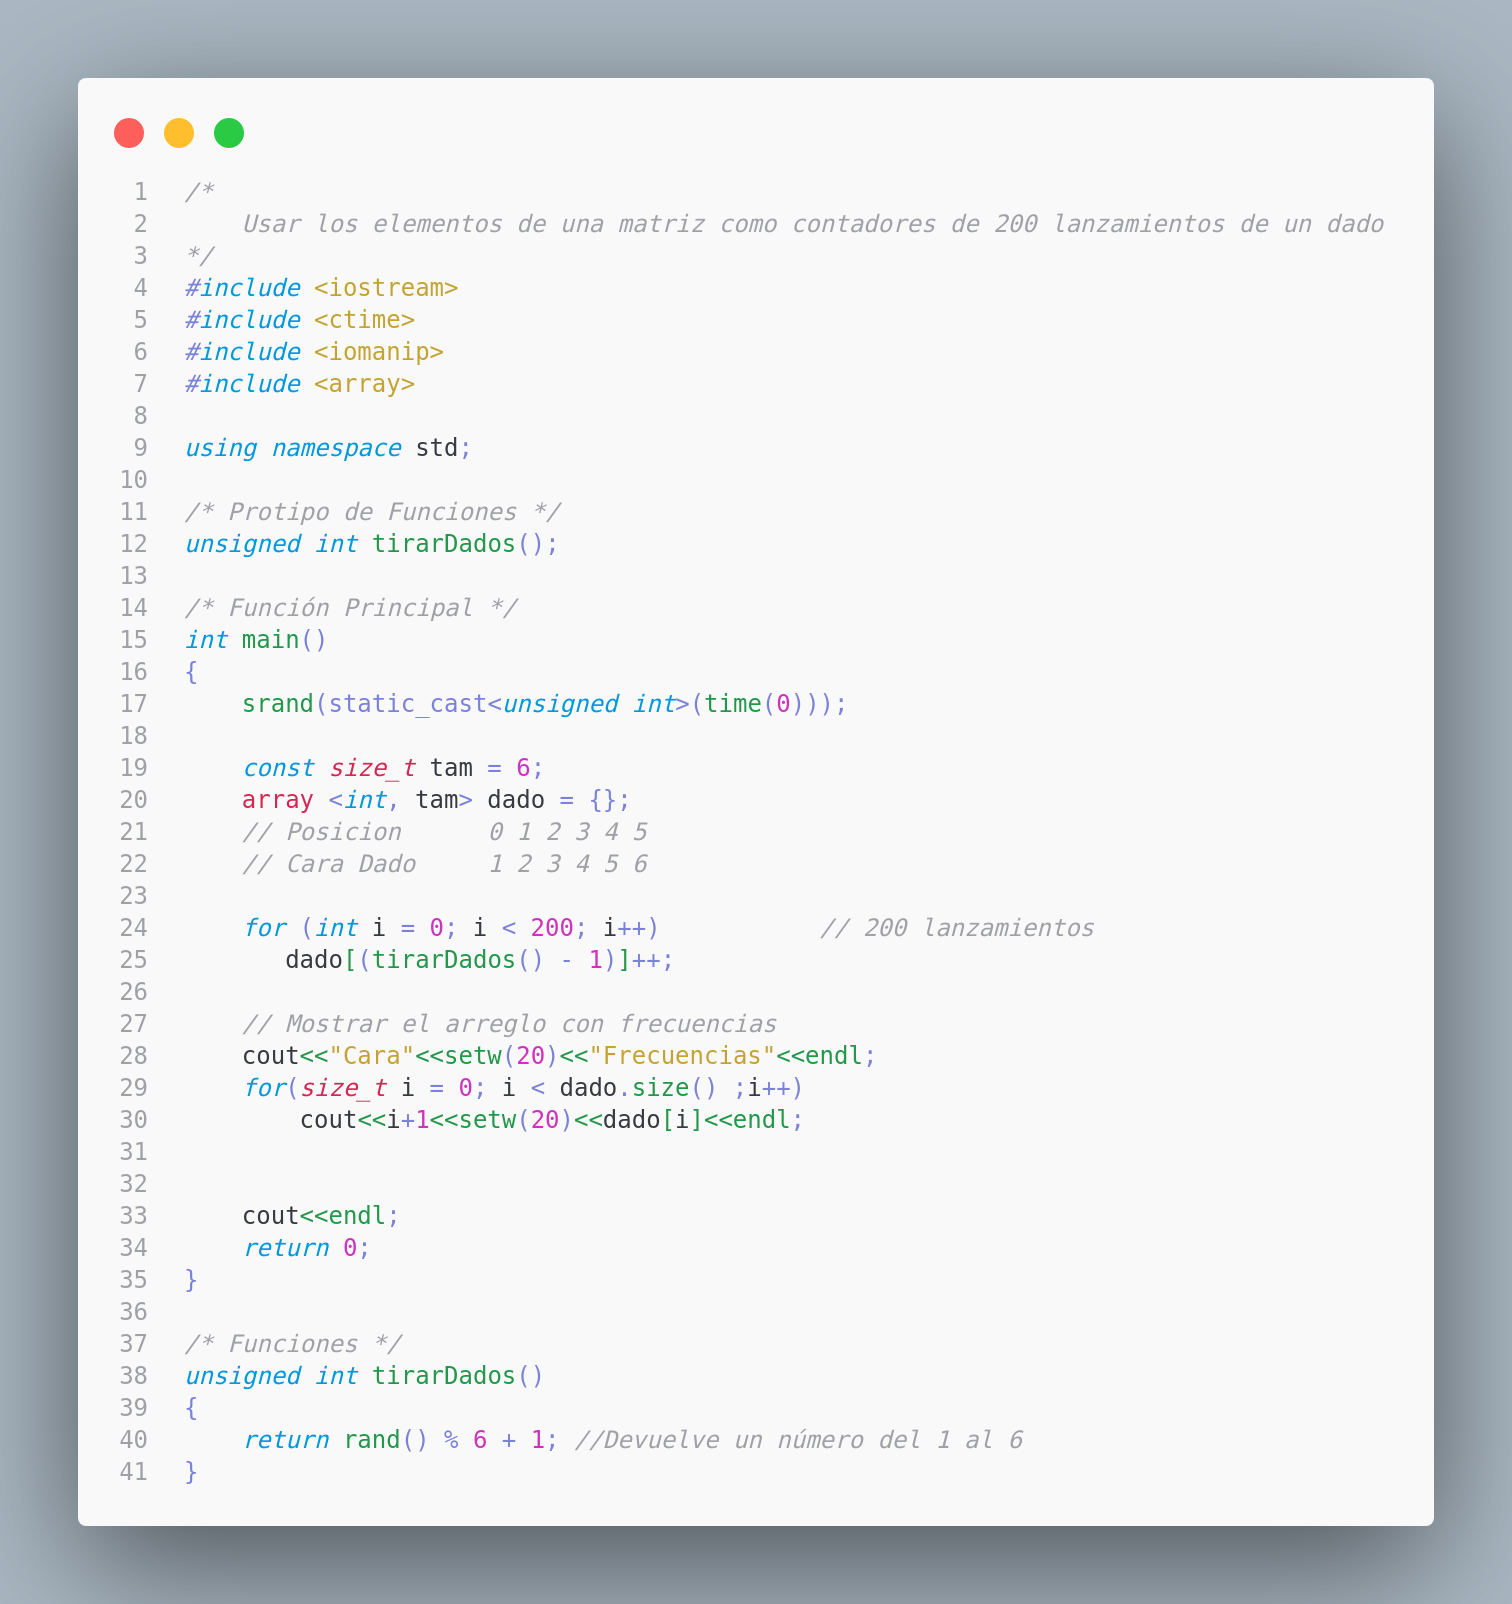 1 /*
2     Usar los elementos de una matriz como contadores de 200 lanzamientos de un dado
3 */
4 #include <iostream>
5 #include <ctime>
6 #include <iomanip>
7 #include <array>
8
9 using namespace std;
10
11 /* Protipo de Funciones */
12 unsigned int tirarDados();
13
14 /* Función Principal */
15 int main()
16 {
17     srand(static_cast<unsigned int>(time(0)));
18
19     const size_t tam = 6;
20     array <int, tam> dado = {};
21     // Posicion      0 1 2 3 4 5
22     // Cara Dado     1 2 3 4 5 6
23
24     for (int i = 0; i < 200; i++)           // 200 lanzamientos
25        dado[(tirarDados() - 1)]++;
26
27     // Mostrar el arreglo con frecuencias
28     cout<<"Cara"<<setw(20)<<"Frecuencias"<<endl;
29     for(size_t i = 0; i < dado.size() ;i++)
30         cout<<i+1<<setw(20)<<dado[i]<<endl;
31
32
33     cout<<endl;
34     return 0;
35 }
36
37 /* Funciones */
38 unsigned int tirarDados()
39 {
40     return rand() % 6 + 1; //Devuelve un número del 1 al 6
41 }